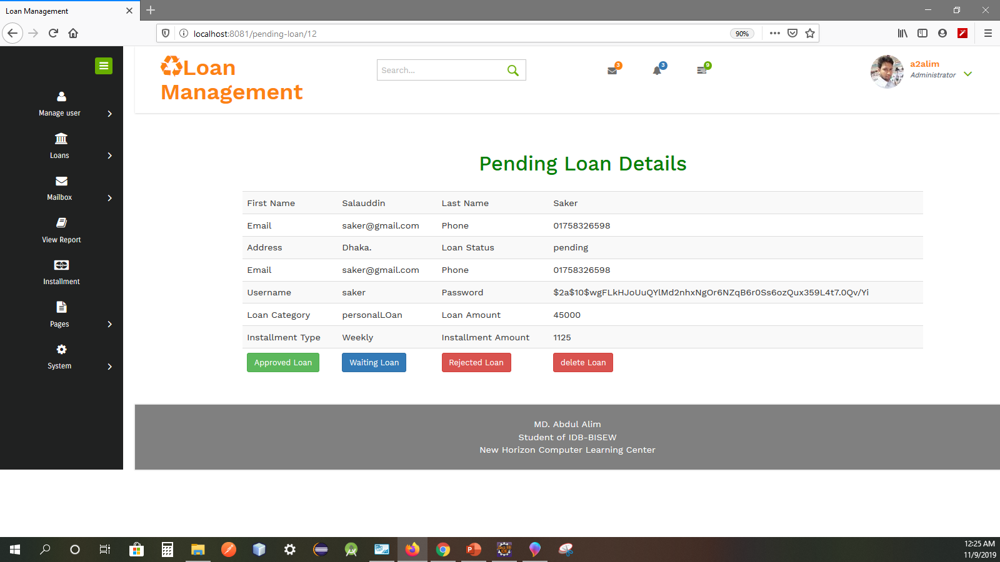 Loan Management
localhost:8081/pending-loan/12
90%
Loan
Management
Search...
3
3
9
a2alim
Administrator
Manage user
Loans
Mailbox
View Report
Installment
Pages
System
Pending Loan Details
First Name Salauddin Last Name Saker
Email saker@gmail.com Phone 01758326598
Address Dhaka. Loan Status pending
Email saker@gmail.com Phone 01758326598
Username saker Password $2a$10$wgFLkHJoUuQYlMd2nhxNgOr6NZqB6r0Ss6ozQux359L4t7.0Qv/Yi
Loan Category personalLOan Loan Amount 45000
Installment Type Weekly Installment Amount 1125
Approved Loan Waiting Loan Rejected Loan delete Loan
MD. Abdul Alim
Student of IDB-BISEW
New Horizon Computer Learning Center
12:25 AM
11/9/2019